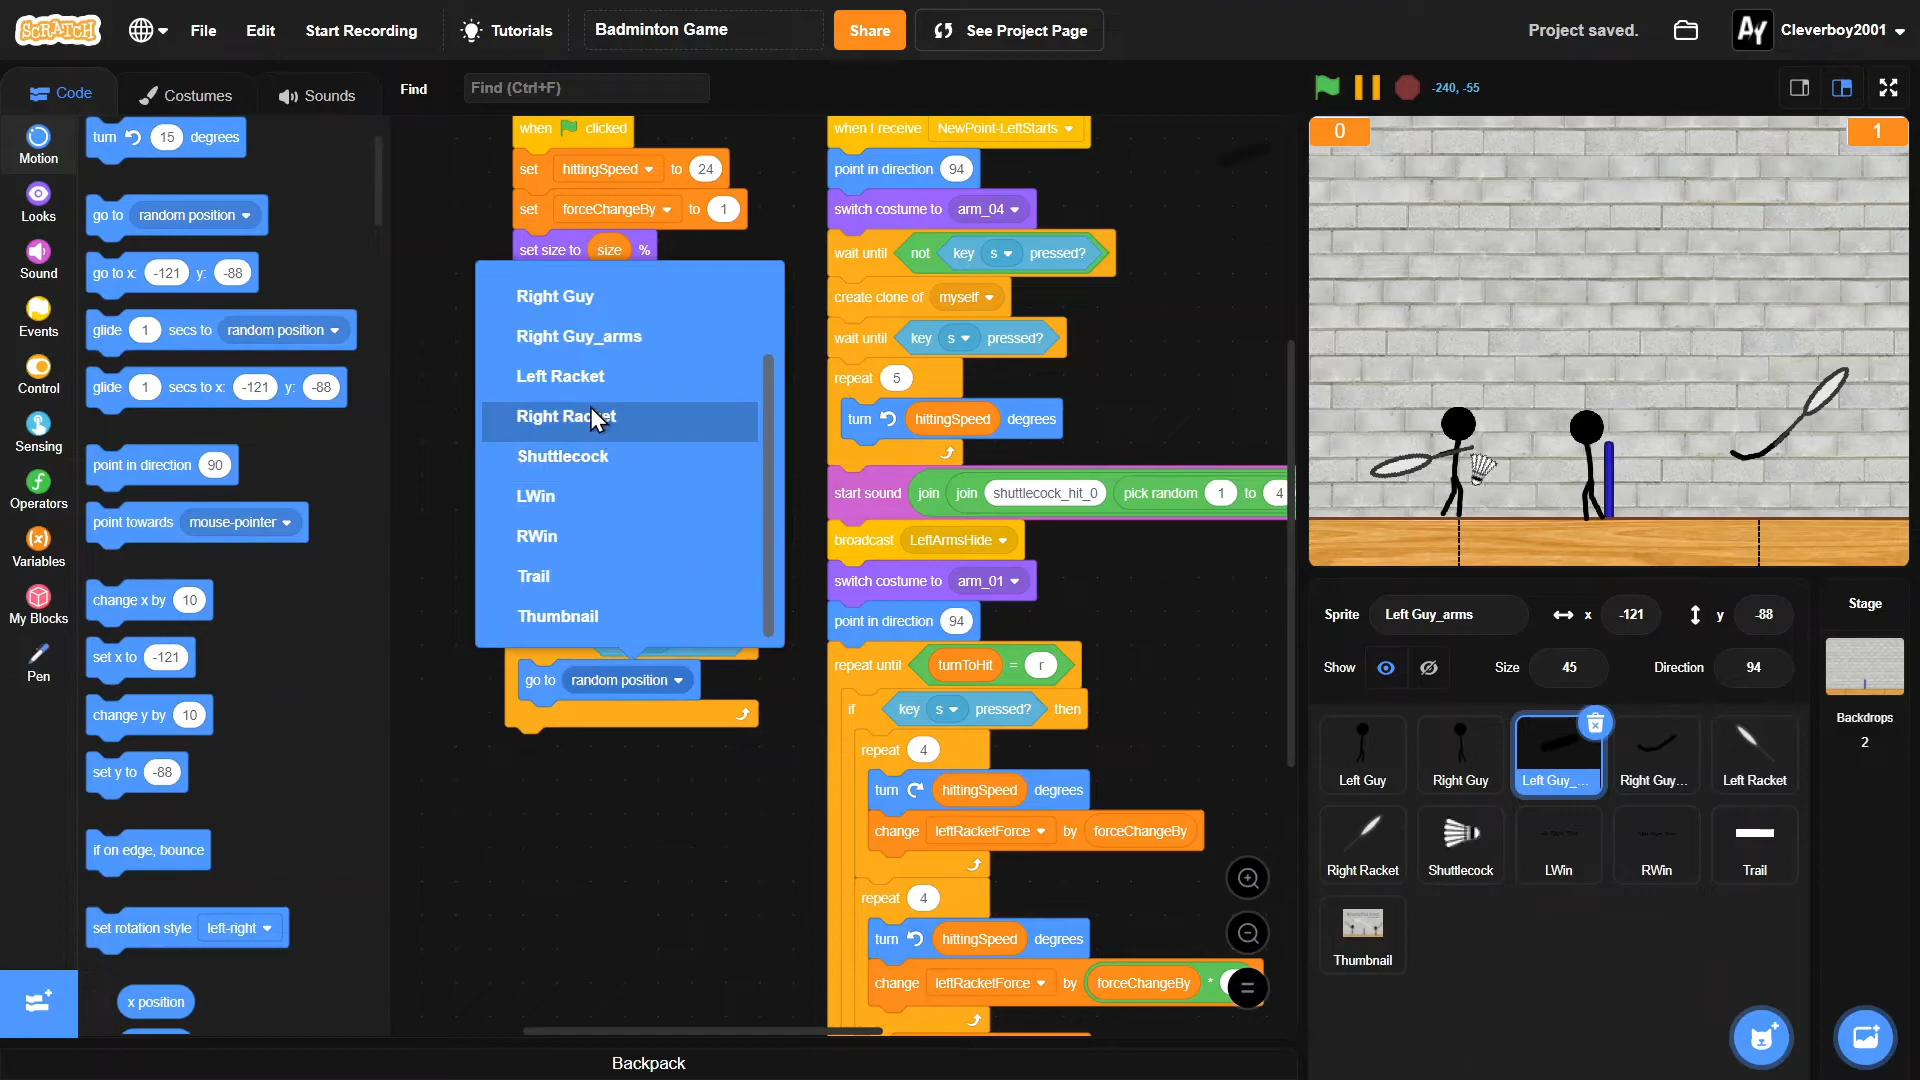 SCRATCH
File
Edit
Start Recording
Tutorials
Badminton Game
Share
See Project Page
Project saved.
Ay
Cleverboy2001
Code
Costumes
Sounds
Find
Find (Ctrl+F)
-240, -55
Motion
Looks
Sound
Events
Control
Sensing
Operators
Variables
My Blocks
Pen
turn 15 degrees
go to random position
go to x: -121 y: -88
glide 1 secs to random position
glide 1 secs to x: -121 y: -88
point in direction 90
point towards mouse-pointer
change x by 10
set x to -121
change y by 10
set y to -88
if on edge, bounce
set rotation style left-right
x position
when clicked
set hittingSpeed to 24
set forceChangeBy to 1
set size to size %
Right Guy
Right Guy_arms
Left Racket
Right Racket
Shuttlecock
LWin
RWin
Trail
Thumbnail
go to random position
when I receive NewPoint-LeftStarts
point in direction 94
switch costume to arm_04
wait until not key s pressed?
create clone of myself
wait until key s pressed?
repeat 5
turn hittingSpeed degrees
start sound join join shuttlecock_hit_0 pick random 1 to 4
broadcast LeftArmsHide
switch costume to arm_01
point in direction 94
repeat until turnToHit = r
if key s pressed? then
repeat 4
turn hittingSpeed degrees
change leftRacketForce by forceChangeBy
repeat 4
turn hittingSpeed degrees
change leftRacketForce by forceChangeBy *
Backpack
0
1
Sprite Left Guy_arms x -121 y -88
Show Size 45 Direction 94
Left Guy
Right Guy
Left Guy_...
Right Guy...
Left Racket
Right Racket
Shuttlecock
LWin
RWin
Trail
Thumbnail
Stage
Backdrops
2